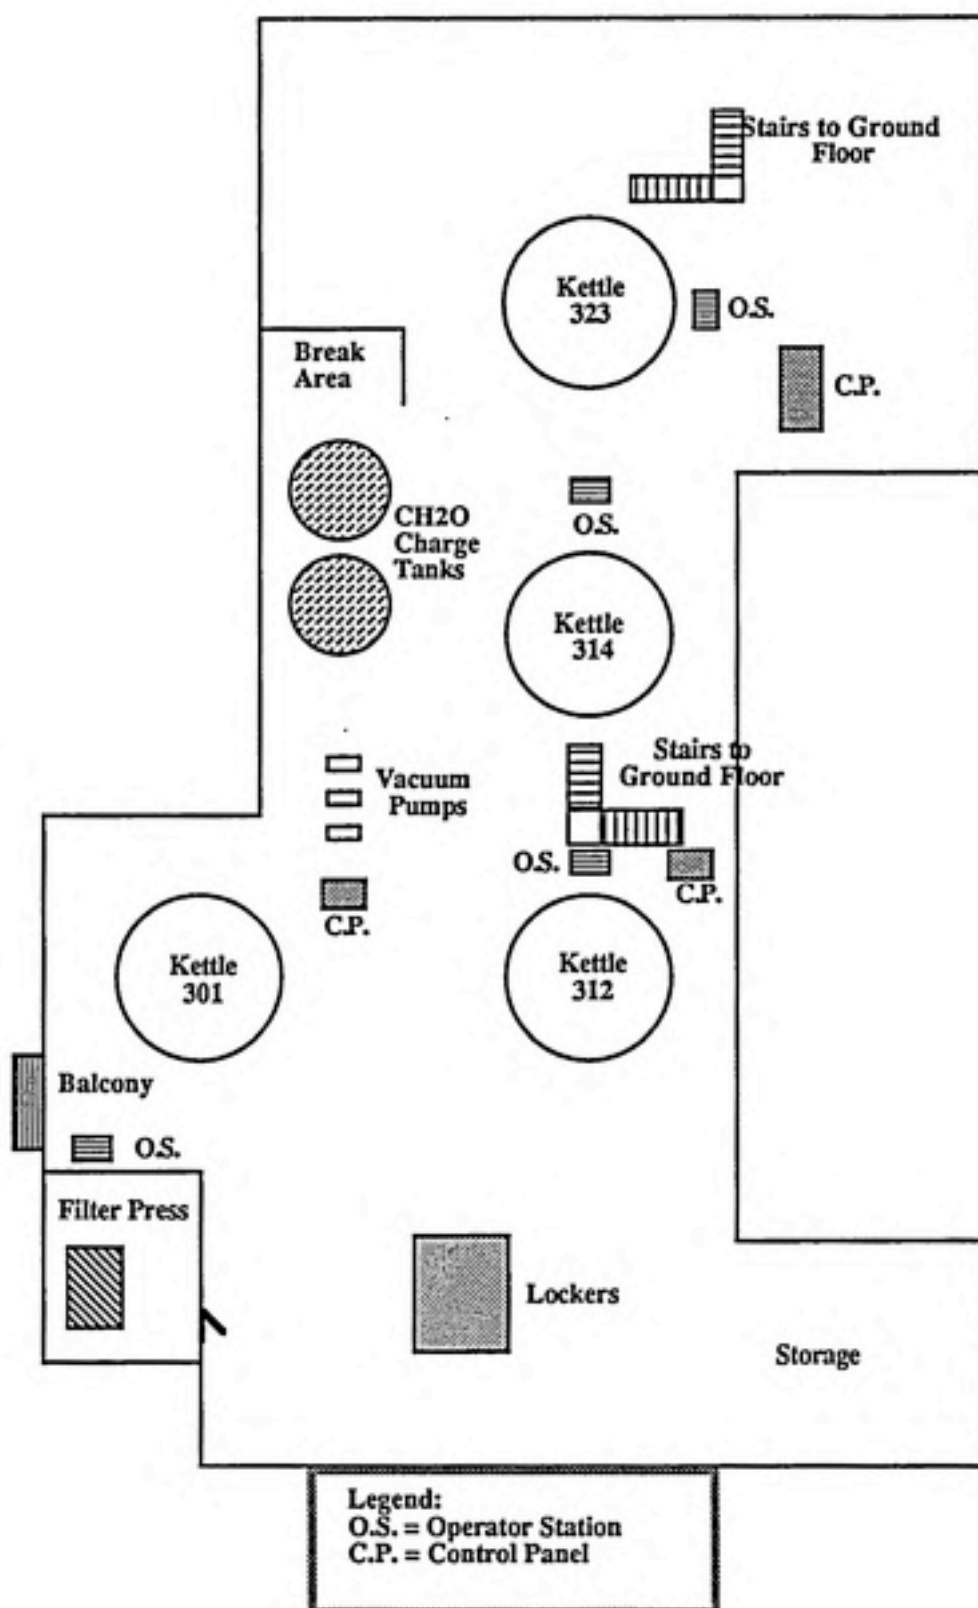 Stairs to Ground
Floor
Kettle
323
O.S.
C.P.
Break
Area
CH2O
Charge
Tanks
O.S.
Kettle
314
Stairs to
Ground Floor
Vacuum
Pumps
O.S.
C.P.
C.P.
Kettle
301
Kettle
312
Balcony
O.S.
Filter Press
Lockers
Storage
Legend:
O.S. = Operator Station
C.P. = Control Panel